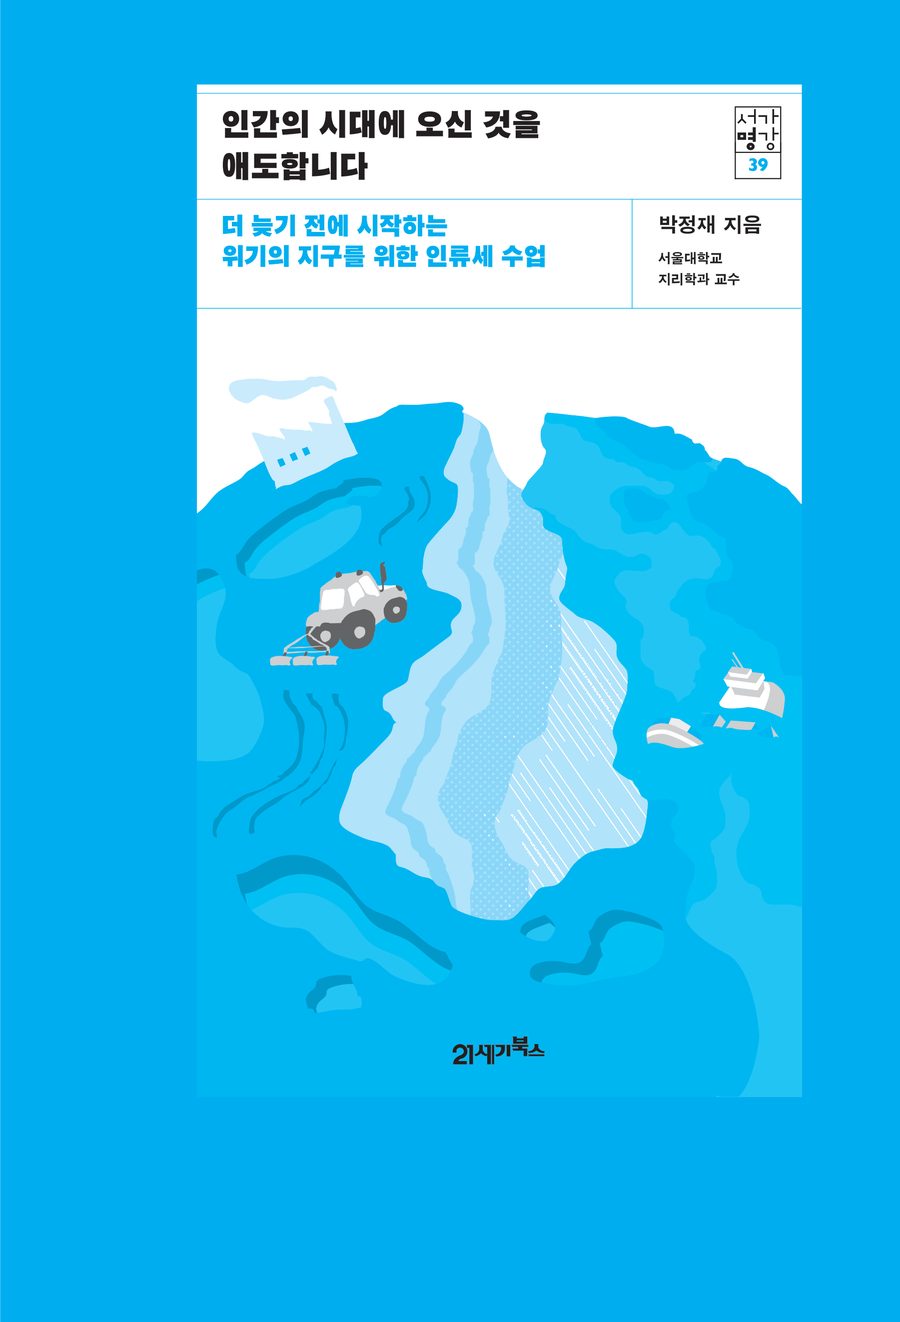 인간의 시대에 오신 것을
애도합니다
서가
명강
39
더 늦기 전에 시작하는
위기의 지구를 위한 인류세 수업
박정재 지음
서울대학교
지리학과 교수
21세기북스